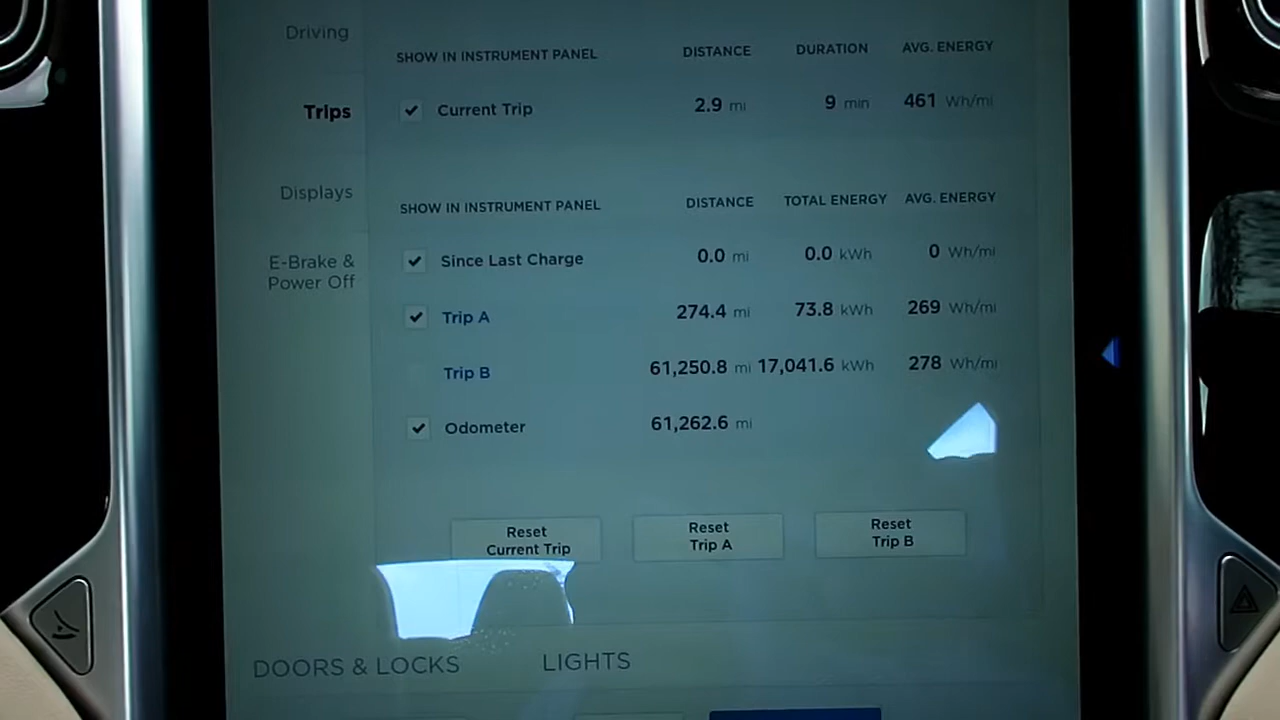 Driving
SHOW IN INSTRUMENT PANEL DISTANCE DURATION AVG. ENERGY
Trips
Current Trip 2.9 mi 9 min 461 Wh/mi
Displays
SHOW IN INSTRUMENT PANEL DISTANCE TOTAL ENERGY AVG. ENERGY
E-Brake &
Power Off
Since Last Charge 0.0 mi 0.0 kWh 0 Wh/mi
Trip A 274.4 mi 73.8 kWh 269 Wh/mi
Trip B 61,250.8 mi 17,041.6 kWh 278 Wh/mi
Odometer 61,262.6 mi
Reset
Current Trip
Reset
Trip A
Reset
Trip B
DOORS & LOCKS LIGHTS